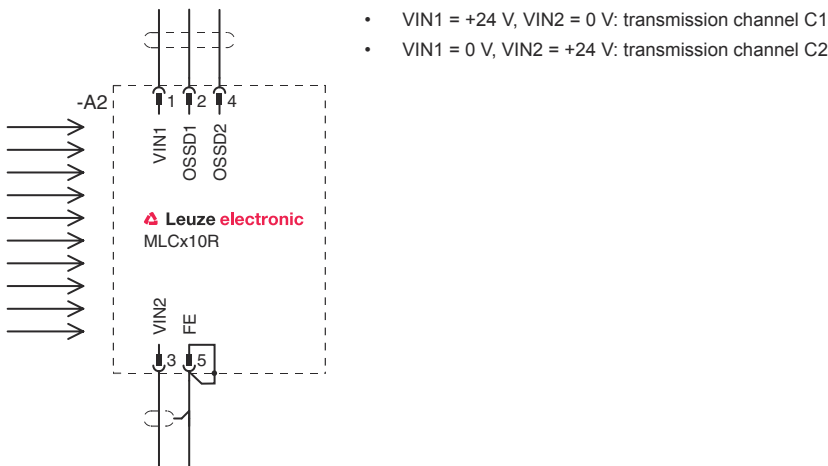 • VIN1 = +24 V, VIN2 = 0 V: transmission channel C1
• VIN1 = 0 V, VIN2 = +24 V: transmission channel C2
-A2
1 2 4
VIN1
OSSD1
OSSD2
Leuze electronic
MLCx10R
VIN2
FE
3 5